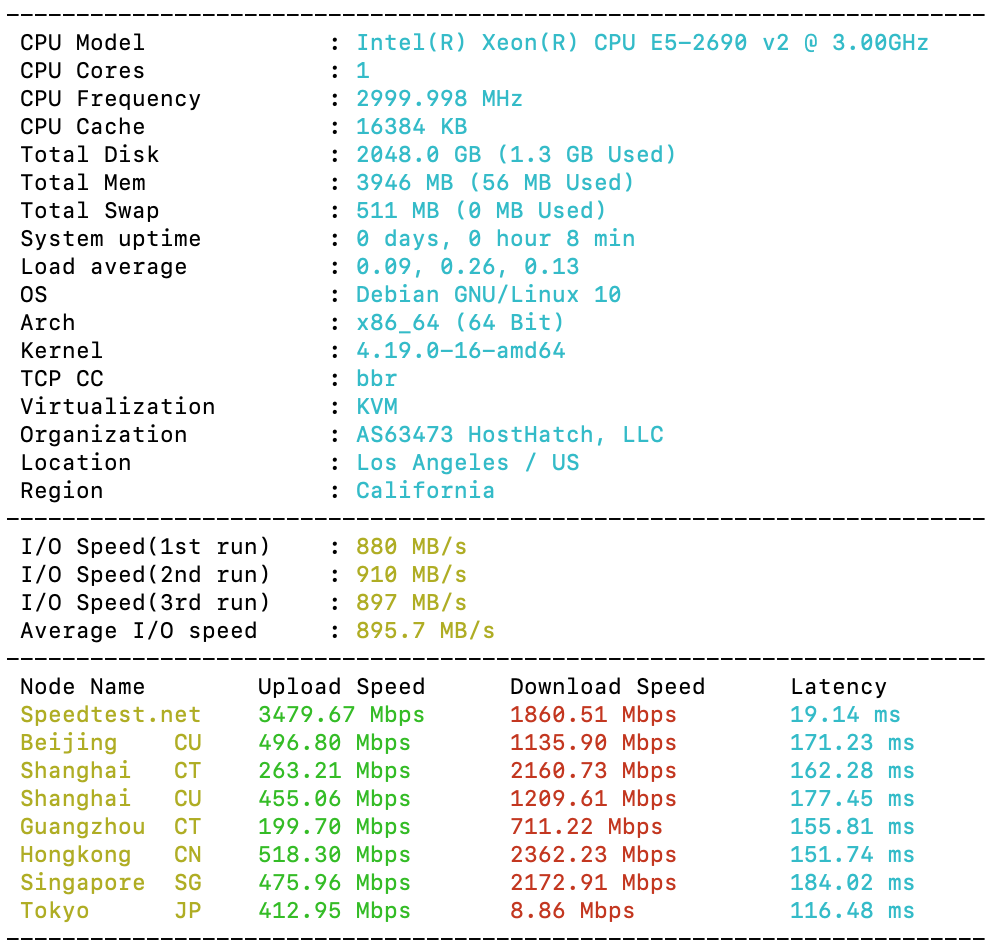 CPU Model : Intel(R) Xeon(R) CPU E5-2690 v2 @ 3.00GHz
CPU Cores : 1
CPU Frequency : 2999.998 MHz
CPU Cache : 16384 KB
Total Disk : 2048.0 GB (1.3 GB Used)
Total Mem : 3946 MB (56 MB Used)
Total Swap : 511 MB (0 MB Used)
System uptime : 0 days, 0 hour 8 min
Load average : 0.09, 0.26, 0.13
OS : Debian GNU/Linux 10
Arch : x86_64 (64 Bit)
Kernel : 4.19.0-16-amd64
TCP CC : bbr
Virtualization : KVM
Organization : AS63473 HostHatch, LLC
Location : Los Angeles / US
Region : California
I/O Speed(1st run) : 880 MB/s
I/O Speed(2nd run) : 910 MB/s
I/O Speed(3rd run) : 897 MB/s
Average I/O speed : 895.7 MB/s
Node Name Upload Speed Download Speed Latency
Speedtest.net 3479.67 Mbps 1860.51 Mbps 19.14 ms
Beijing CU 496.80 Mbps 1135.90 Mbps 171.23 ms
Shanghai CT 263.21 Mbps 2160.73 Mbps 162.28 ms
Shanghai CU 455.06 Mbps 1209.61 Mbps 177.45 ms
Guangzhou CT 199.70 Mbps 711.22 Mbps 155.81 ms
Hongkong CN 518.30 Mbps 2362.23 Mbps 151.74 ms
Singapore SG 475.96 Mbps 2172.91 Mbps 184.02 ms
Tokyo JP 412.95 Mbps 8.86 Mbps 116.48 ms